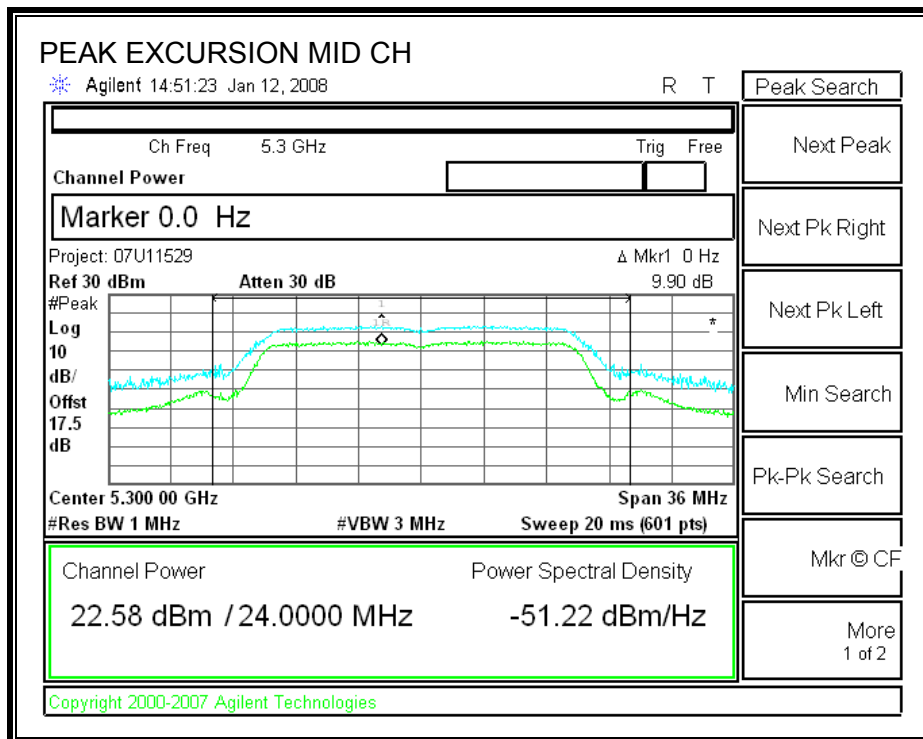 PEAK EXCURSION MID CH
Agilent 14:51:23 Jan 12, 2008 R T
Peak Search
Ch Freq 5.3 GHz Trig Free
Channel Power
Next Peak
Marker 0.0 Hz
Next Pk Right
Project: 07U11529 Δ Mkr1 0 Hz
Ref 30 dBm Atten 30 dB 9.90 dB
#Peak
1
Next Pk Left
1R
*
Log
10
dB/
Min Search
Offst
17.5
dB
Pk-Pk Search
Center 5.300 00 GHz Span 36 MHz
#Res BW 1 MHz #VBW 3 MHz Sweep 20 ms (601 pts)
Mkr © CF
Channel Power Power Spectral Density
22.58 dBm / 24.0000 MHz -51.22 dBm/Hz
More
1 of 2
Copyright 2000-2007 Agilent Technologies